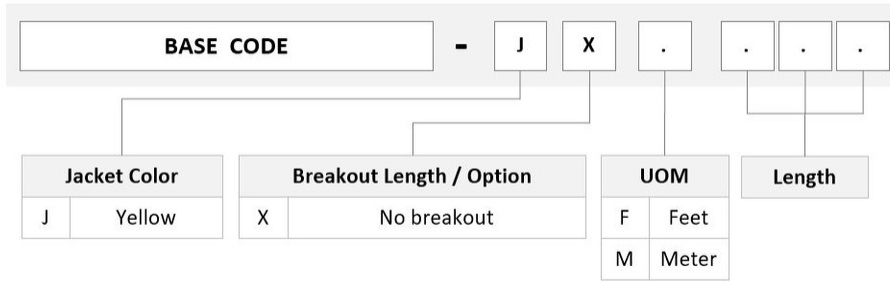 BASE CODE - J X . . . .
Jacket Color
J Yellow
Breakout Length / Option
X No breakout
UOM
F Feet
M Meter
Length